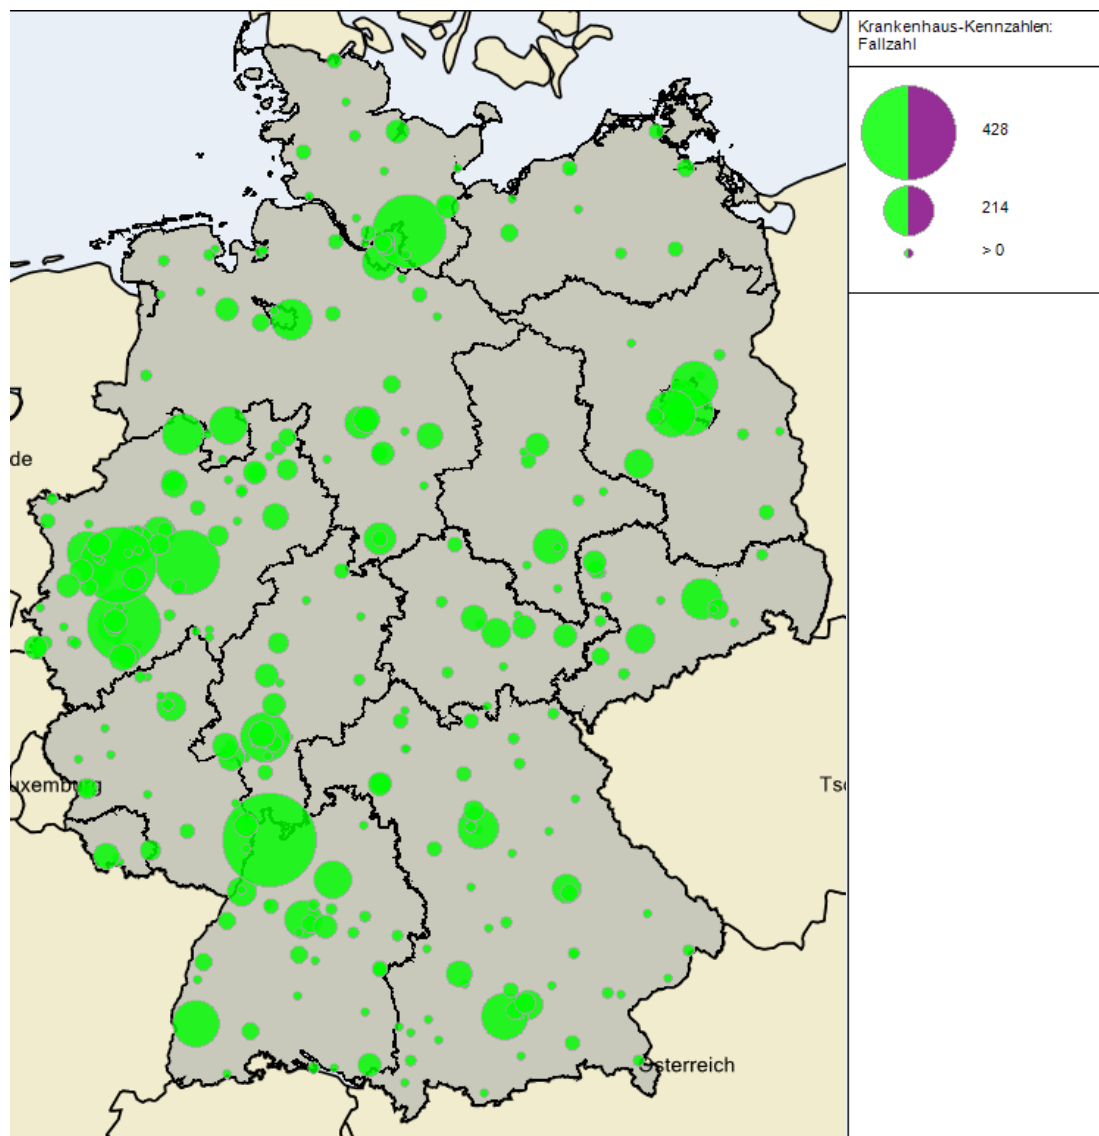 Krankenhaus-Kennzahlen:
Fallzahl
428
214
> 0
de
uxemburg
Tsc
Österreich